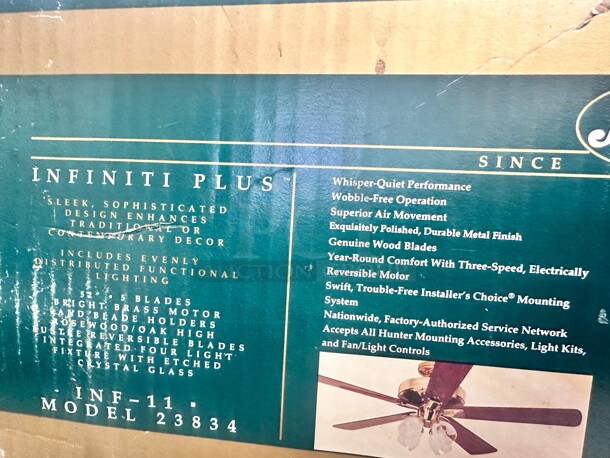 SINCE
INFINITI PLUS™
SLEEK, SOPHISTICATED
DESIGN ENHANCES
TRADITIONAL OR
CONTEMPORARY DECOR
INCLUDES EVENLY
DISTRIBUTED FUNCTIONAL
LIGHTING
52" 5 BLADES
BRIGHT BRASS MOTOR
AND BLADE HOLDERS
ROSEWOOD/OAK HIGH
REVERSIBLE BLADES
INTEGRATED FOUR LIGHT
FIXTURE WITH ETCHED
CRYSTAL GLASS
INF-11
MODEL 23834
Whisper-Quiet Performance
Wobble-Free Operation
Superior Air Movement
Exquisitely Polished, Durable Metal Finish
Genuine Wood Blades
Year-Round Comfort With Three-Speed, Electrically
Reversible Motor
Swift, Trouble-Free Installer's Choice® Mounting
System
Nationwide, Factory-Authorized Service Network
Accepts All Hunter Mounting Accessories, Light Kits,
and Fan/Light Controls